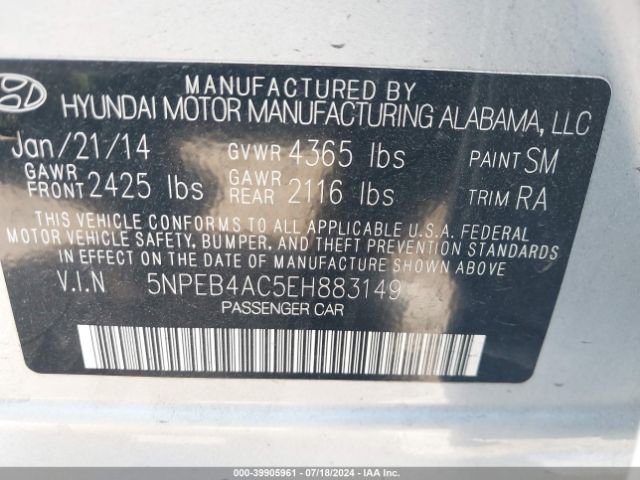 MANUFACTURED BY
HYUNDAI MOTOR MANUFACTURING ALABAMA, LLC
Jan/21/14 GVWR 4365 lbs PAINT SM
GAWR FRONT 2425 lbs GAWR REAR 2116 lbs TRIM RA
THIS VEHICLE CONFORMS TO ALL APPLICABLE U.S.A. FEDERAL
MOTOR VEHICLE SAFETY, BUMPER, AND THEFT PREVENTION STANDARDS
IN EFFECT ON THE DATE OF MANUFACTURE SHOWN ABOVE
V.I.N 5NPEB4AC5EH883149
PASSENGER CAR
000-39905961 - 07/18/2024 - IAA Inc.